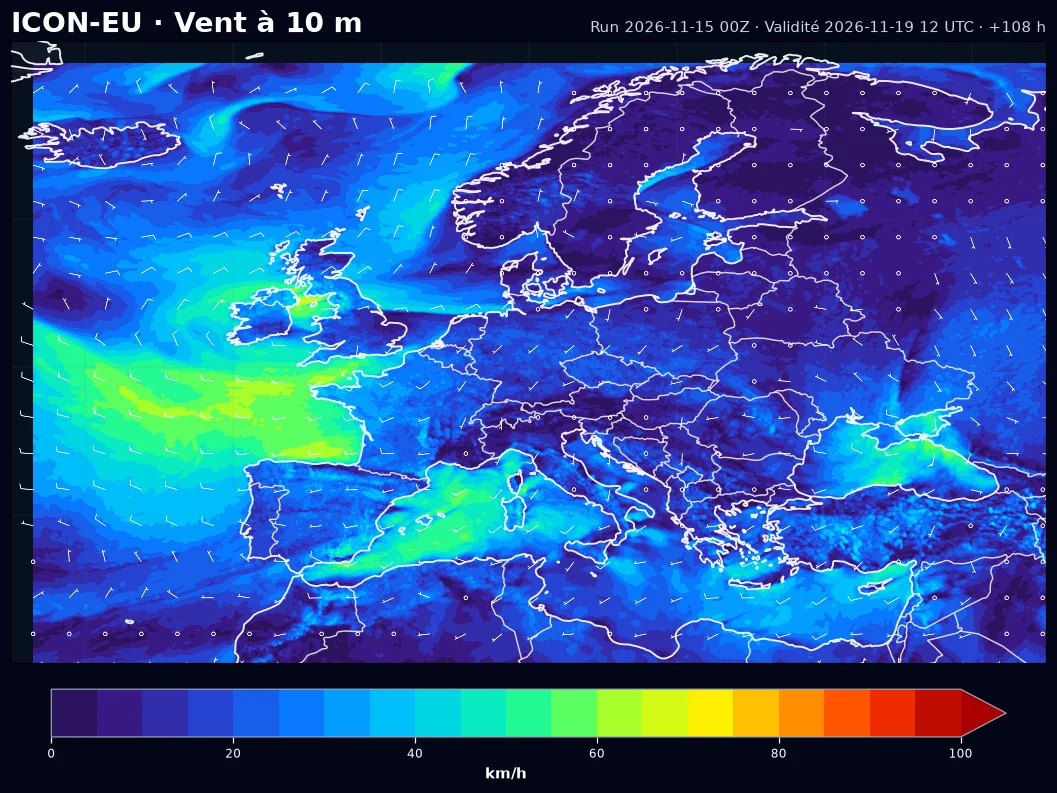 ICON-EU · Vent à 10 m
Run 2026-11-15 00Z · Validité 2026-11-19 12 UTC · +108 h
0 20 40 60 80 100
km/h